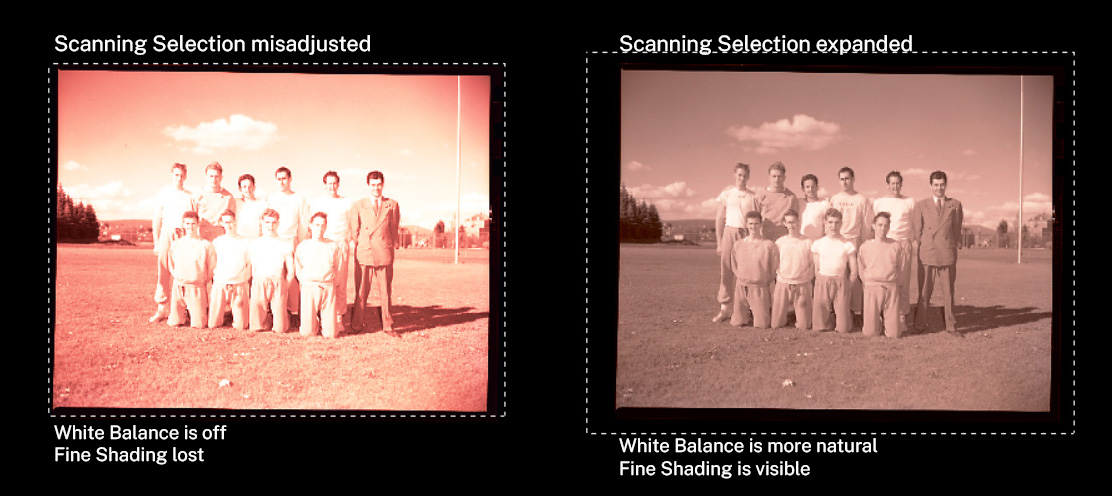 Scanning Selection misadjusted
White Balance is off
Fine Shading lost
Scanning Selection expanded
White Balance is more natural
Fine Shading is visible